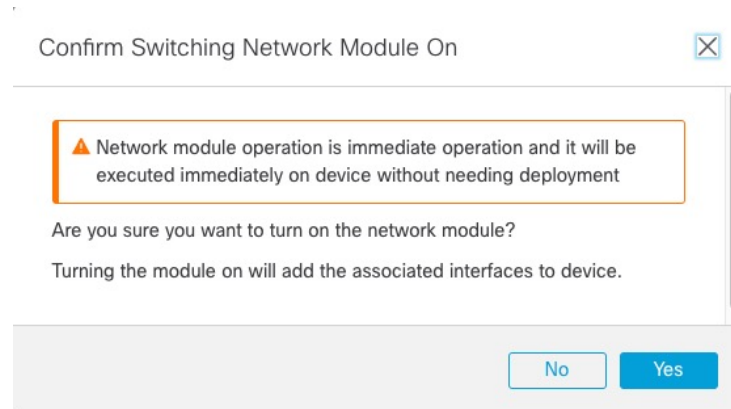 Confirm Switching Network Module On
Network module operation is immediate operation and it will be
executed immediately on device without needing deployment
Are you sure you want to turn on the network module?
Turning the module on will add the associated interfaces to device.
No
Yes